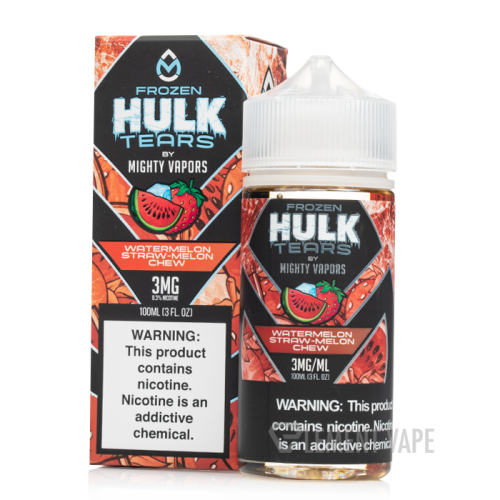 FROZEN
HULK
TEARS
BY
MIGHTY VAPORS
WATERMELON
STRAW-MELON
CHEW
3MG
0.3% NICOTINE
100ML (3 FL. OZ)
WARNING:
This product
contains
nicotine.
Nicotine is an
addictive
chemical.
FROZEN
HULK
TEARS
BY
MIGHTY VAPORS
WATERMELON
STRAW-MELON
CHEW
3MG/ML
100ML (3 FL. OZ)
WARNING: This product
contains nicotine. Nicotine
is an addictive chemical.
VAPE